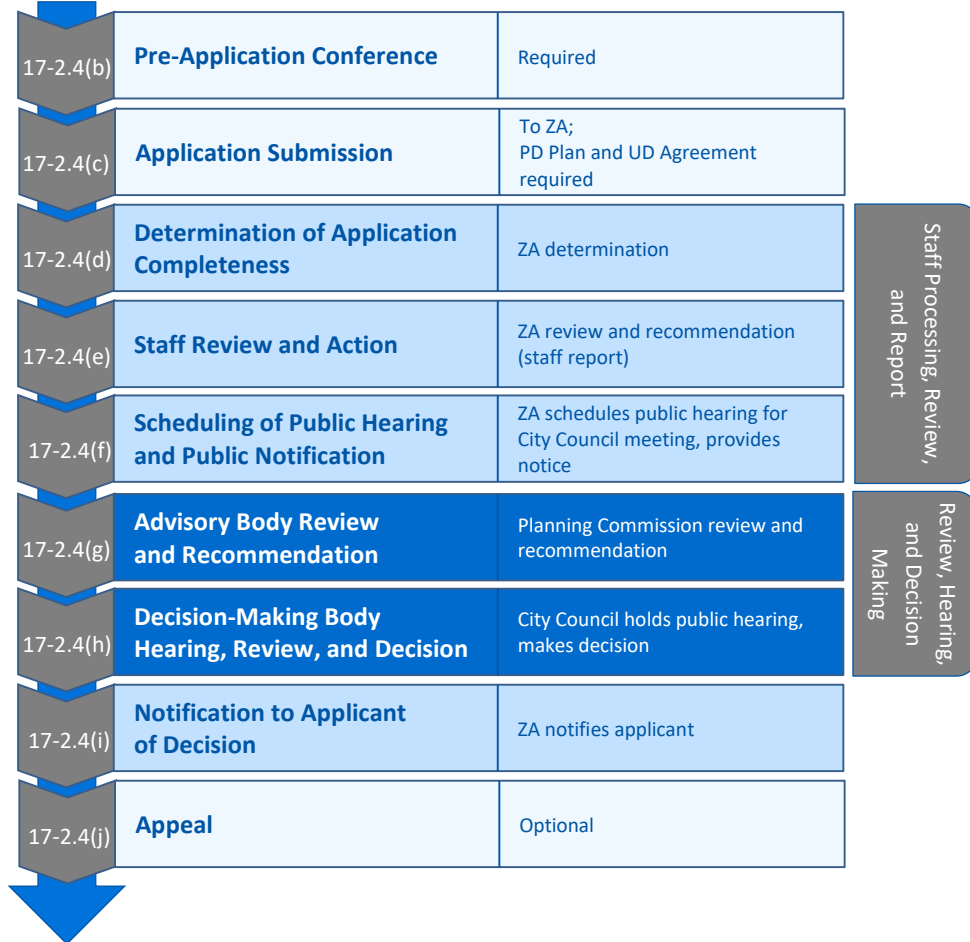 17-2.4(b)
Pre-Application Conference
Required
17-2.4(c)
Application Submission
To ZA;
PD Plan and UD Agreement
required
17-2.4(d)
Determination of Application
Completeness
ZA determination
17-2.4(e)
Staff Review and Action
ZA review and recommendation
(staff report)
17-2.4(f)
Scheduling of Public Hearing
and Public Notification
ZA schedules public hearing for
City Council meeting, provides
notice
Staff Processing, Review,
and Report
17-2.4(g)
Advisory Body Review
and Recommendation
Planning Commission review and
recommendation
17-2.4(h)
Decision-Making Body
Hearing, Review, and Decision
City Council holds public hearing,
makes decision
Review, Hearing,
and Decision
Making
17-2.4(i)
Notification to Applicant
of Decision
ZA notifies applicant
17-2.4(j)
Appeal
Optional